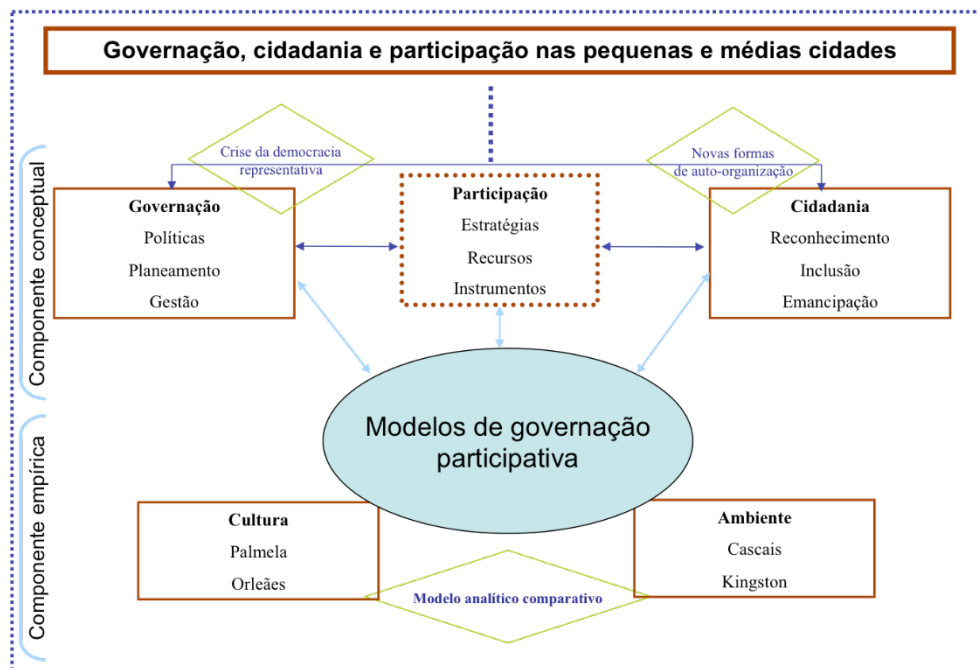 Governação, cidadania e participação nas pequenas e médias cidades
Componente conceptual
Crise da democracia
representativa
Novas formas
de auto-organização
Governação
Políticas
Planeamento
Gestão
Participação
Estratégias
Recursos
Instrumentos
Cidadania
Reconhecimento
Inclusão
Emancipação
Modelos de governação
participativa
Componente empírica
Cultura
Palmela
Orleães
Ambiente
Cascais
Kingston
Modelo analítico comparativo